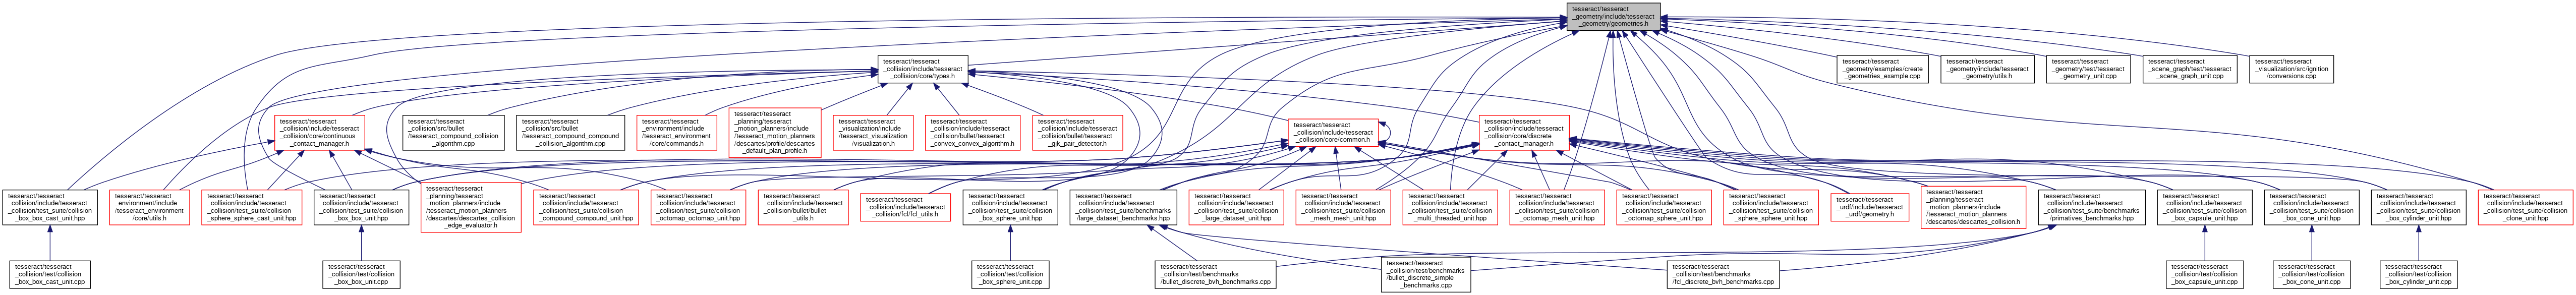 tesseract/tesseract
_geometry/include/tesseract
_geometry/geometries.h
tesseract/tesseract
_collision/include/tesseract
_collision/core/types.h
tesseract/tesseract
_geometry/examples/create
_geometries_example.cpp
tesseract/tesseract
_geometry/include/tesseract
_geometry/utils.h
tesseract/tesseract
_geometry/test/tesseract
_geometry_unit.cpp
tesseract/tesseract
_scene_graph/test/tesseract
_scene_graph_unit.cpp
tesseract/tesseract
_visualization/src/ignition
/conversions.cpp
tesseract/tesseract
_collision/include/tesseract
_collision/core/continuous
_contact_manager.h
tesseract/tesseract
_collision/src/bullet
/tesseract_compound_collision
_algorithm.cpp
tesseract/tesseract
_collision/src/bullet
/tesseract_compound_compound
_collision_algorithm.cpp
tesseract/tesseract
_environment/include
/tesseract_environment
/core/commands.h
tesseract/tesseract
_planning/tesseract
_motion_planners/include
/tesseract_motion_planners
/descartes/profile/descartes
_default_plan_profile.h
tesseract/tesseract
_visualization/include
/tesseract_visualization
/visualization.h
tesseract/tesseract
_collision/include/tesseract
_collision/bullet/tesseract
_convex_convex_algorithm.h
tesseract/tesseract
_collision/include/tesseract
_collision/bullet/tesseract
_gjk_pair_detector.h
tesseract/tesseract
_collision/include/tesseract
_collision/core/common.h
tesseract/tesseract
_collision/include/tesseract
_collision/core/discrete
_contact_manager.h
tesseract/tesseract
_collision/include/tesseract
_collision/test_suite/collision
_box_box_cast_unit.hpp
tesseract/tesseract
_environment/include
/tesseract_environment
/core/utils.h
tesseract/tesseract
_collision/include/tesseract
_collision/test_suite/collision
_sphere_sphere_cast_unit.hpp
tesseract/tesseract
_collision/include/tesseract
_collision/test_suite/collision
_box_box_unit.hpp
tesseract/tesseract
_planning/tesseract
_motion_planners/include
/tesseract_motion_planners
/descartes/descartes_collision
_edge_evaluator.h
tesseract/tesseract
_collision/include/tesseract
_collision/test_suite/collision
_compound_compound_unit.hpp
tesseract/tesseract
_collision/include/tesseract
_collision/test_suite/collision
_octomap_octomap_unit.hpp
tesseract/tesseract
_collision/include/tesseract
_collision/bullet/bullet
_utils.h
tesseract/tesseract
_collision/include/tesseract
_collision/fcl/fcl_utils.h
tesseract/tesseract
_collision/include/tesseract
_collision/test_suite/collision
_box_sphere_unit.hpp
tesseract/tesseract
_collision/include/tesseract
_collision/test_suite/benchmarks
/large_dataset_benchmarks.hpp
tesseract/tesseract
_collision/include/tesseract
_collision/test_suite/collision
_large_dataset_unit.hpp
tesseract/tesseract
_collision/include/tesseract
_collision/test_suite/collision
_mesh_mesh_unit.hpp
tesseract/tesseract
_collision/include/tesseract
_collision/test_suite/collision
_multi_threaded_unit.hpp
tesseract/tesseract
_collision/include/tesseract
_collision/test_suite/collision
_octomap_mesh_unit.hpp
tesseract/tesseract
_collision/include/tesseract
_collision/test_suite/collision
_octomap_sphere_unit.hpp
tesseract/tesseract
_collision/include/tesseract
_collision/test_suite/collision
_sphere_sphere_unit.hpp
tesseract/tesseract
_urdf/include/tesseract
_urdf/geometry.h
tesseract/tesseract
_planning/tesseract
_motion_planners/include
/tesseract_motion_planners
/descartes/descartes_collision.h
tesseract/tesseract
_collision/include/tesseract
_collision/test_suite/benchmarks
/primatives_benchmarks.hpp
tesseract/tesseract
_collision/include/tesseract
_collision/test_suite/collision
_box_capsule_unit.hpp
tesseract/tesseract
_collision/include/tesseract
_collision/test_suite/collision
_box_cone_unit.hpp
tesseract/tesseract
_collision/include/tesseract
_collision/test_suite/collision
_box_cylinder_unit.hpp
tesseract/tesseract
_collision/include/tesseract
_collision/test_suite/collision
_clone_unit.hpp
tesseract/tesseract
_collision/test/collision
_box_box_cast_unit.cpp
tesseract/tesseract
_collision/test/collision
_box_box_unit.cpp
tesseract/tesseract
_collision/test/collision
_box_sphere_unit.cpp
tesseract/tesseract
_collision/test/benchmarks
/bullet_discrete_bvh_benchmarks.cpp
tesseract/tesseract
_collision/test/benchmarks
/bullet_discrete_simple
_benchmarks.cpp
tesseract/tesseract
_collision/test/benchmarks
/fcl_discrete_bvh_benchmarks.cpp
tesseract/tesseract
_collision/test/collision
_box_capsule_unit.cpp
tesseract/tesseract
_collision/test/collision
_box_cone_unit.cpp
tesseract/tesseract
_collision/test/collision
_box_cylinder_unit.cpp